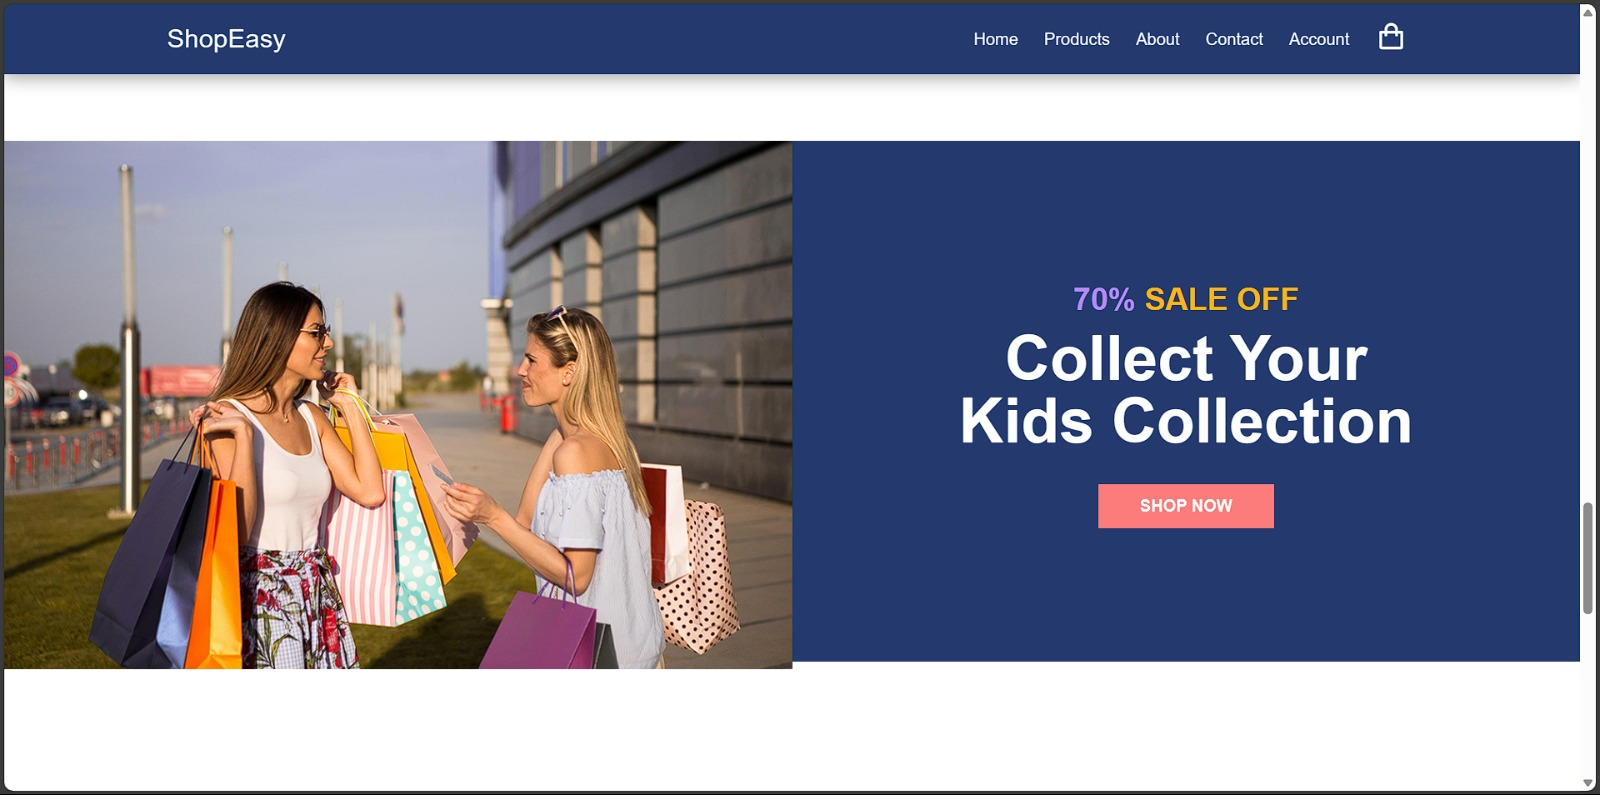 ShopEasy
Home Products About Contact Account
70% SALE OFF
Collect Your
Kids Collection
SHOP NOW